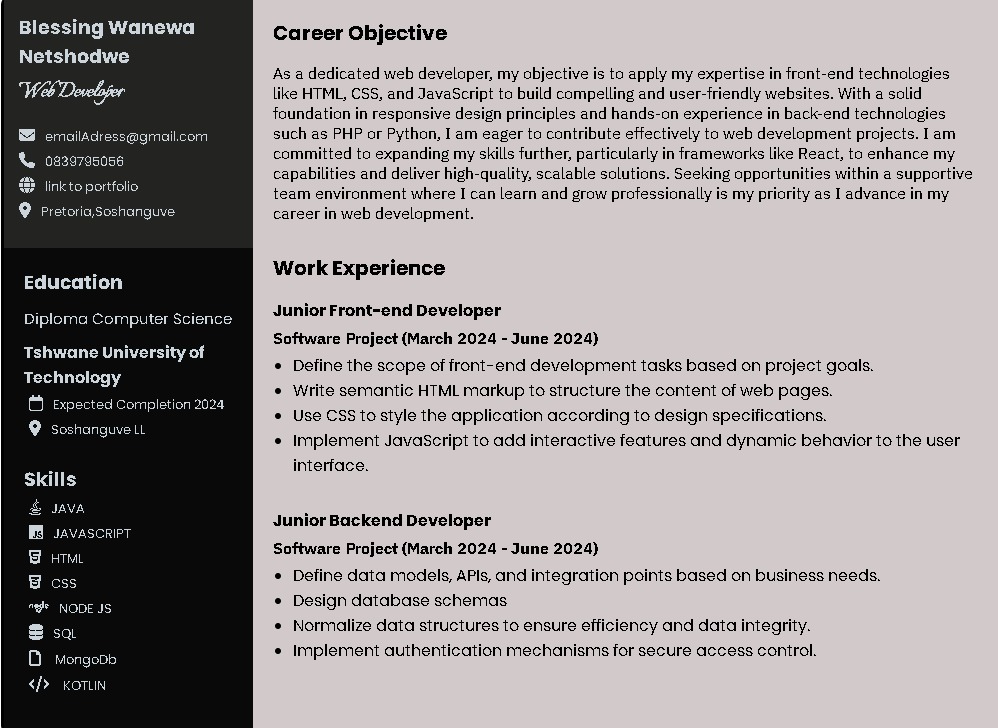 Blessing Wanewa
Netshodwe
Web Developer
emailAdress@gmail.com
0839795056
link to portfolio
Pretoria,Soshanguve
Education
Diploma Computer Science
Tshwane University of
Technology
Expected Completion 2024
Soshanguve LL
Skills
JAVA
JS JAVASCRIPT
HTML
CSS
NODE JS
SQL
MongoDb
KOTLIN
Career Objective
As a dedicated web developer, my objective is to apply my expertise in front-end technologies
like HTML, CSS, and JavaScript to build compelling and user-friendly websites. With a solid
foundation in responsive design principles and hands-on experience in back-end technologies
such as PHP or Python, I am eager to contribute effectively to web development projects. I am
committed to expanding my skills further, particularly in frameworks like React, to enhance my
capabilities and deliver high-quality, scalable solutions. Seeking opportunities within a supportive
team environment where I can learn and grow professionally is my priority as I advance in my
career in web development.
Work Experience
Junior Front-end Developer
Software Project (March 2024 - June 2024)
• Define the scope of front-end development tasks based on project goals.
• Write semantic HTML markup to structure the content of web pages.
• Use CSS to style the application according to design specifications.
• Implement JavaScript to add interactive features and dynamic behavior to the user
interface.
Junior Backend Developer
Software Project (March 2024 - June 2024)
• Define data models, APIs, and integration points based on business needs.
• Design database schemas
• Normalize data structures to ensure efficiency and data integrity.
• Implement authentication mechanisms for secure access control.